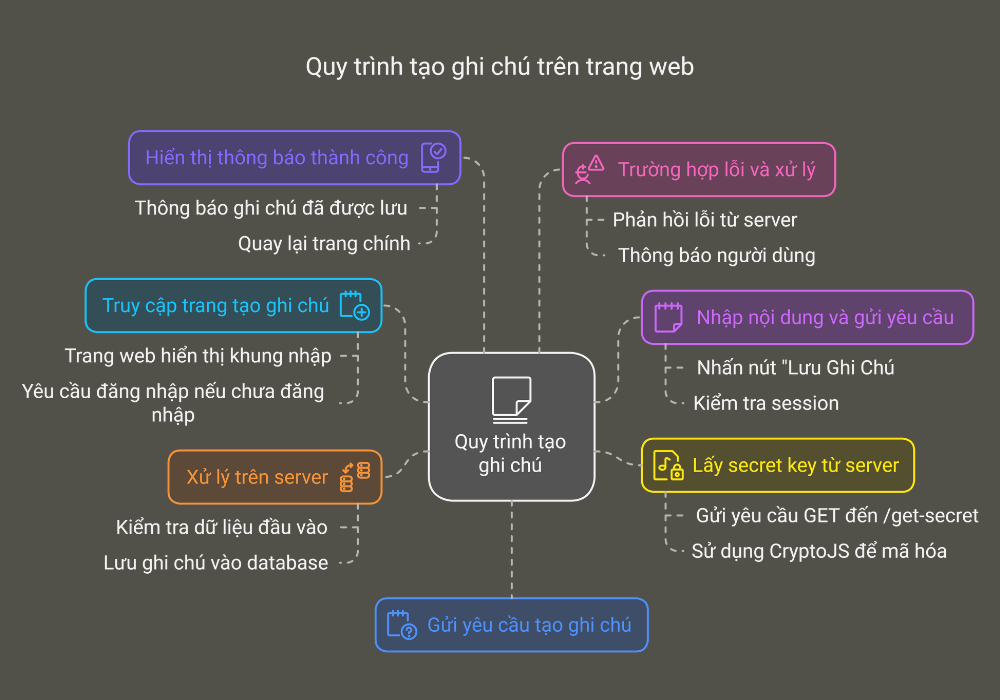 Quy trình tạo ghi chú trên trang web
Hiển thị thông báo thành công
Thông báo ghi chú đã được lưu
Quay lại trang chính
Trường hợp lỗi và xử lý
Phản hồi lỗi từ server
Thông báo người dùng
Truy cập trang tạo ghi chú
Trang web hiển thị khung nhập
Yêu cầu đăng nhập nếu chưa đăng
nhập
Nhập nội dung và gửi yêu cầu
Nhấn nút "Lưu Ghi Chú
Kiểm tra session
Quy trình tạo
ghi chú
Xử lý trên server
Kiểm tra dữ liệu đầu vào
Lưu ghi chú vào database
Lấy secret key từ server
Gửi yêu cầu GET đến /get-secret
Sử dụng CryptoJS để mã hóa
Gửi yêu cầu tạo ghi chú